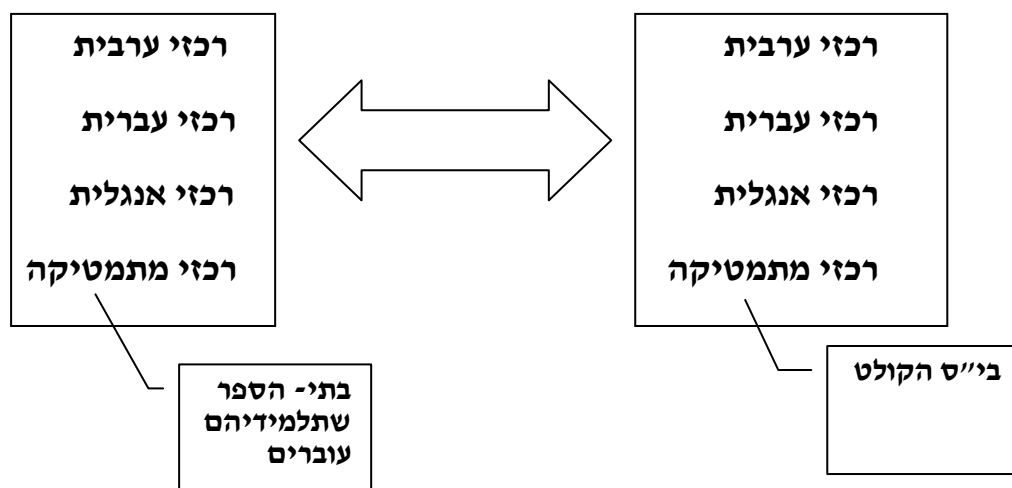 רכזי ערבית
רכזי עברית
רכזי אנגלית
רכזי מתמטיקה
בי״ס הקולט
רכזי ערבית
רכזי עברית
רכזי אנגלית
רכזי מתמטיקה
בתי- הספר
שתלמידיהם
עוברים